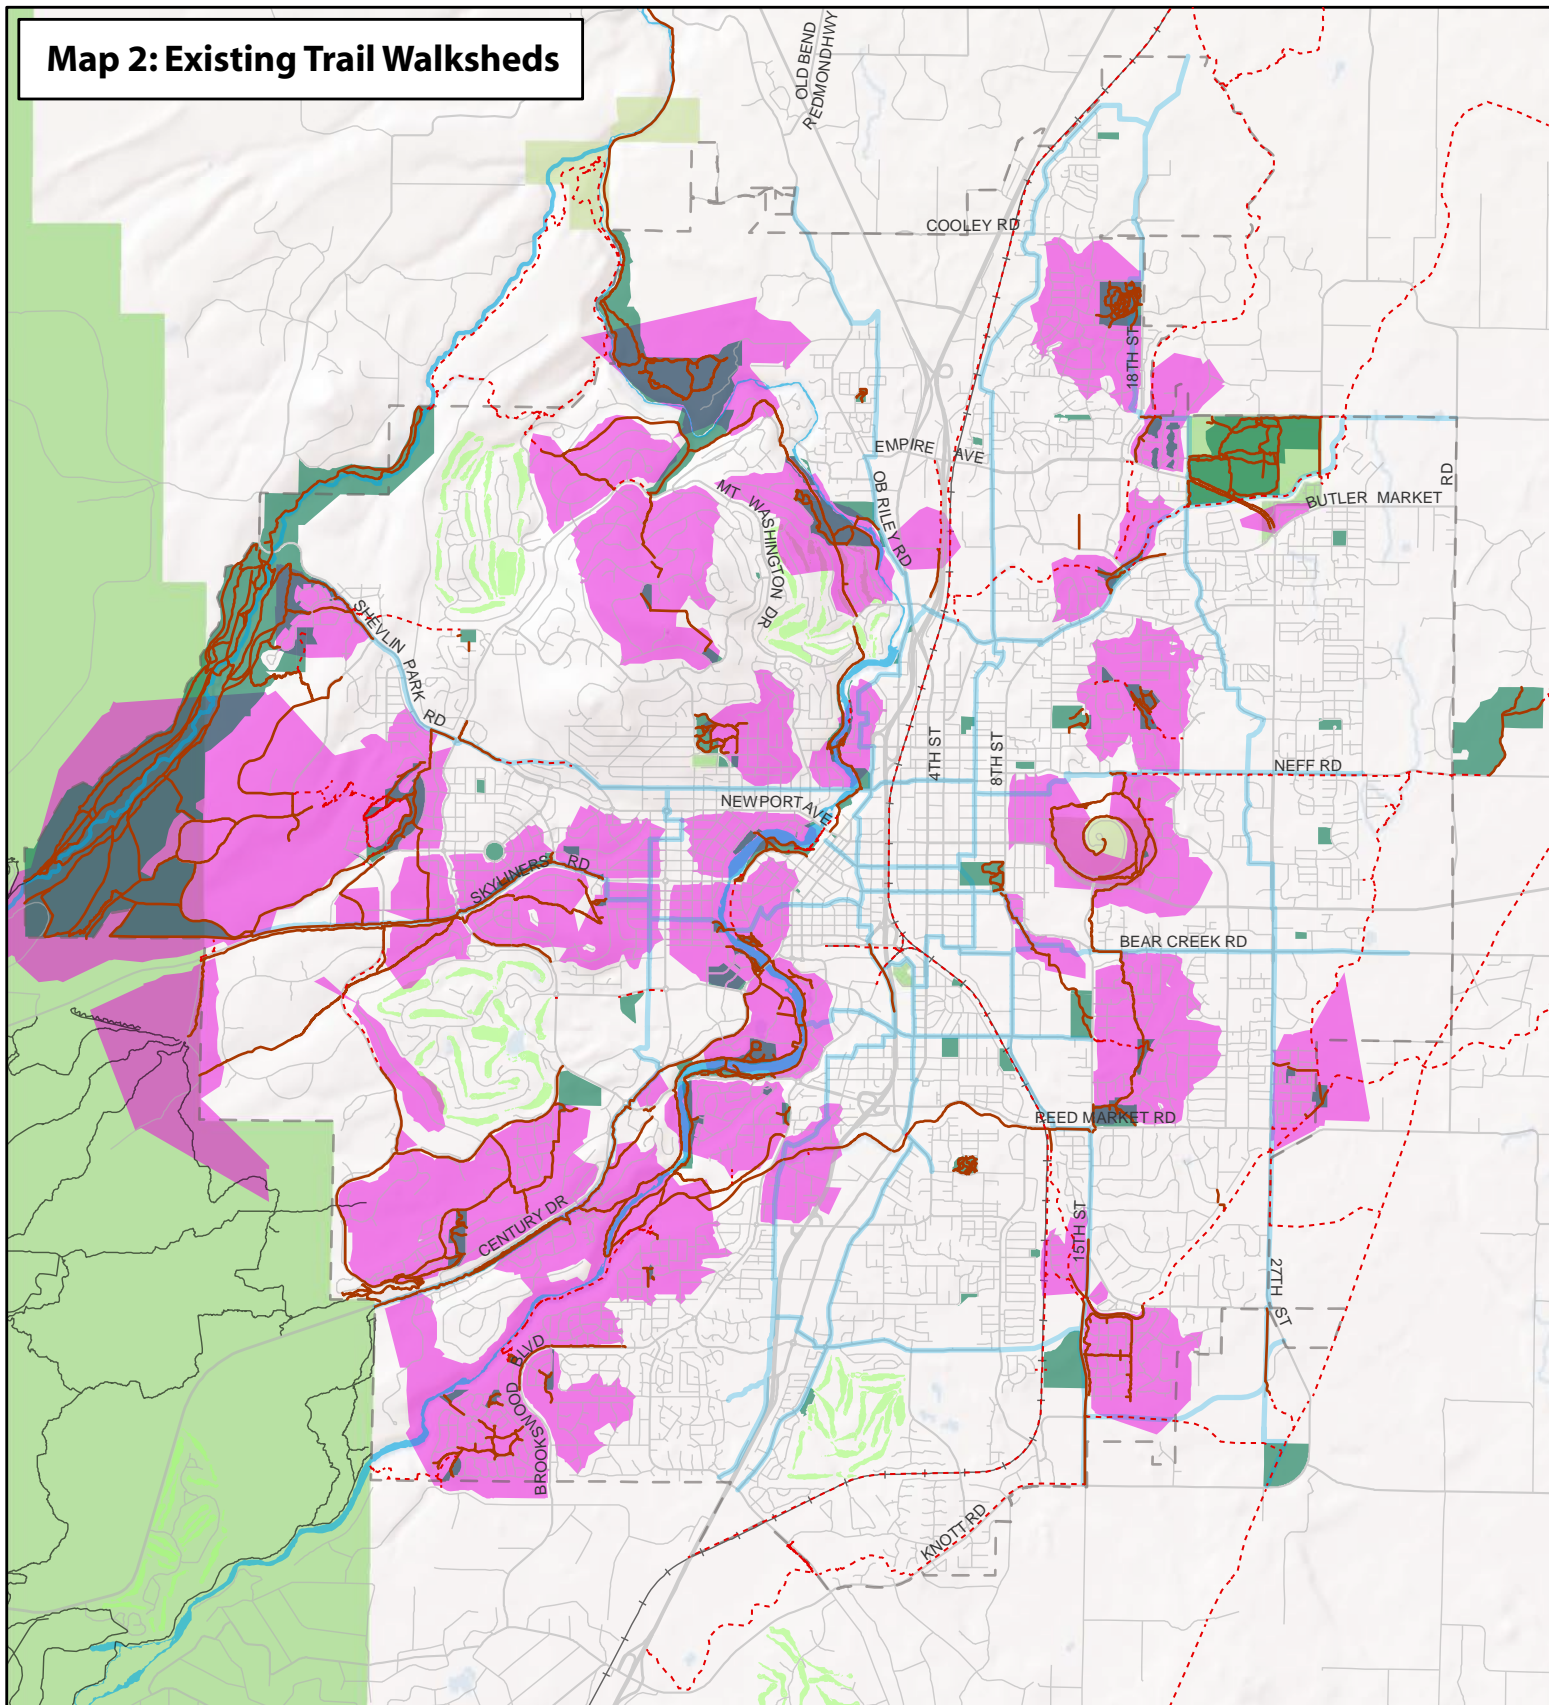 Map 2: Existing Trail Walksheds
OLD BEND
REDMONDHWY
COOLEY RD
18TH ST
EMPIRE AVE
OB RILEY RD
MT WASHINGTON DR
BUTLER MARKET RD
SHEVLIN PARK RD
4TH ST
8TH ST
NEFF RD
NEWPORT AVE
SKYLINERS RD
BEAR CREEK RD
REED MARKET RD
CENTURY DR
15TH ST
27TH ST
BROOKSWOOD BLVD
KNOTT RD